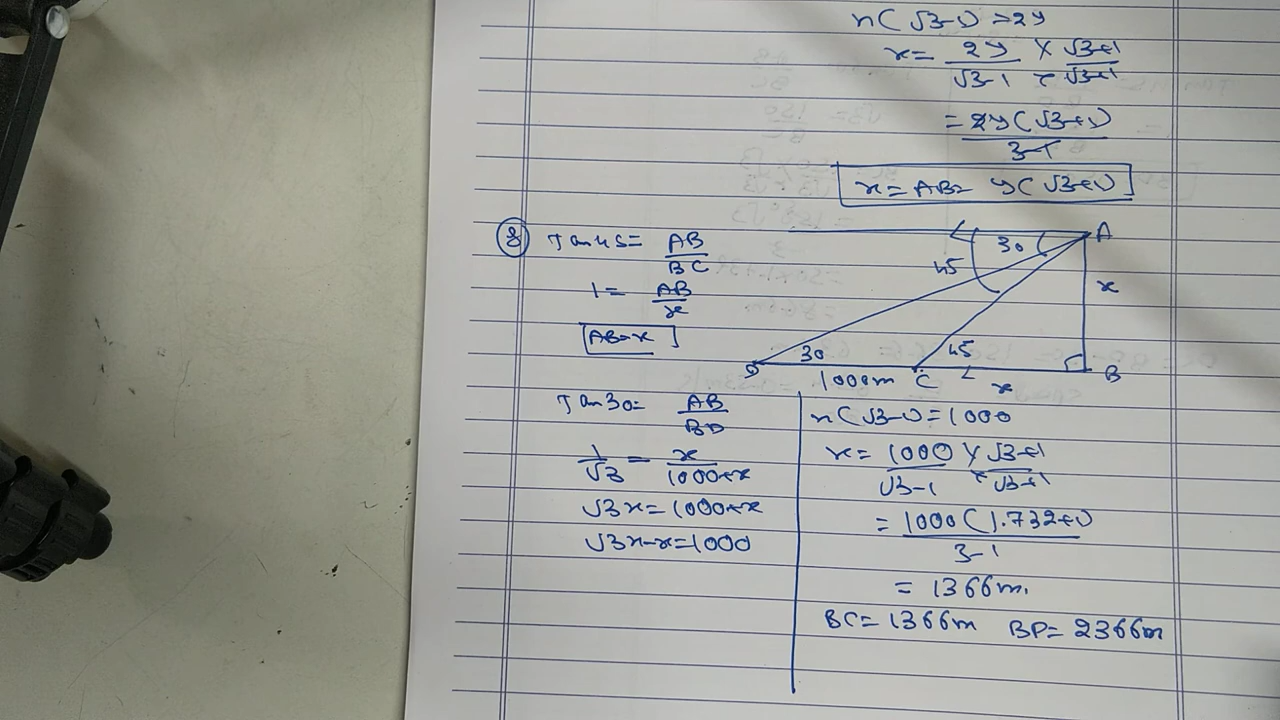 x(√3-1)=2y
x= 2y/√3-1 × √3+1/√3+1
= 2y(√3+1)/3-1
x=AB= y(√3+1)
8 Tan45= AB/BC
1= AB/x
AB=x
A
30
45
x
D 30 1000m C 45 x B
Tan30= AB/BD
1/√3 = x/1000+x
√3x=1000+x
√3x-x=1000
x(√3-1)=1000
x= 1000/√3-1 × √3+1/√3+1
= 1000(1.732+1)/3-1
= 1366m.
BC=1366m BD=2366m